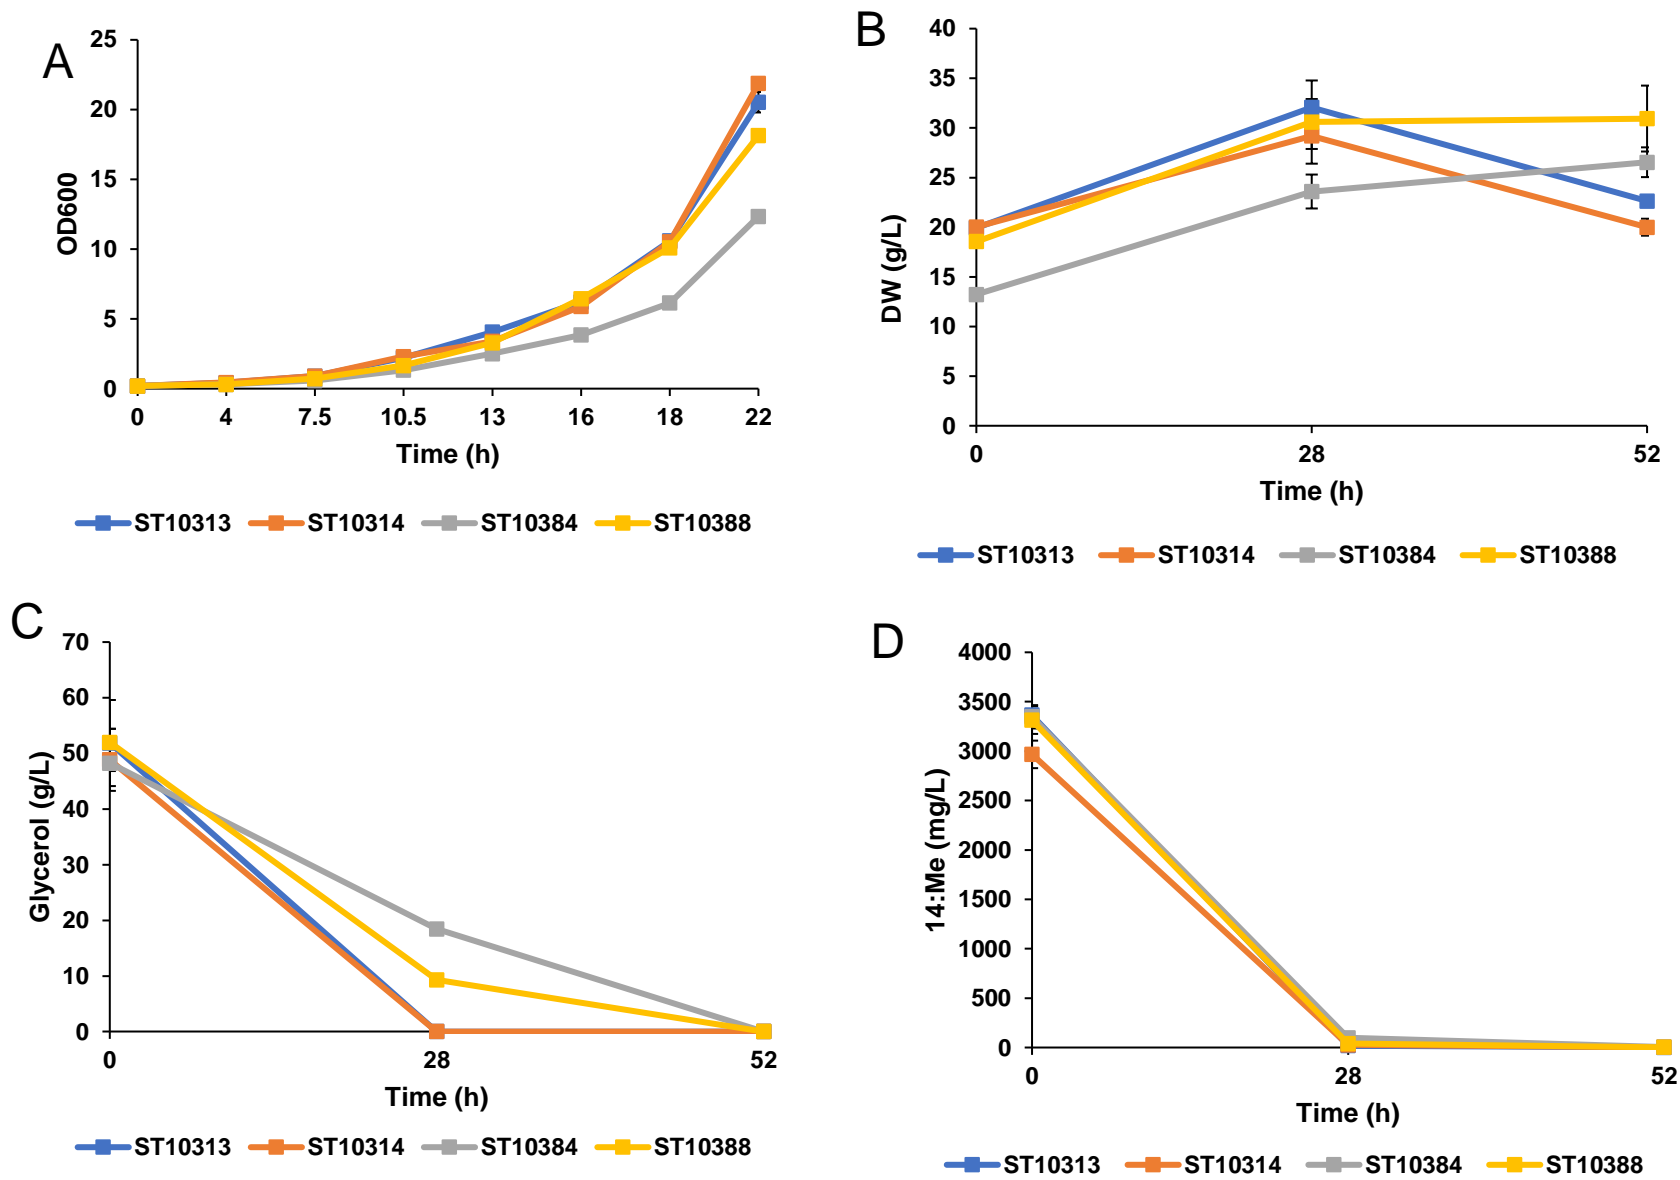 A
25
20
15
10
5
0
OD600
0 4 7.5 10.5 13 16 18 22
Time (h)
ST10313 ST10314 ST10384 ST10388
B
40
35
30
25
20
15
10
5
0
DW (g/L)
0 28 52
Time (h)
ST10313 ST10314 ST10384 ST10388
C
70
60
50
40
30
20
10
0
Glycerol (g/L)
0 28 52
Time (h)
ST10313 ST10314 ST10384 ST10388
D
4000
3500
3000
2500
2000
1500
1000
500
0
14:Me (mg/L)
0 28 52
Time (h)
ST10313 ST10314 ST10384 ST10388